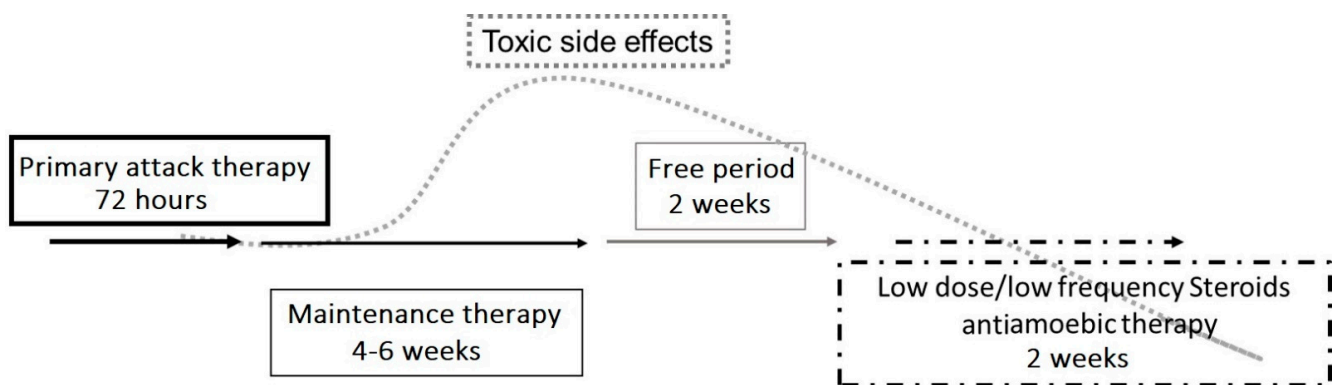 Toxic side effects
Primary attack therapy
72 hours
Free period
2 weeks
Maintenance therapy
4-6 weeks
Low dose/low frequency Steroids
antiamoebic therapy
2 weeks